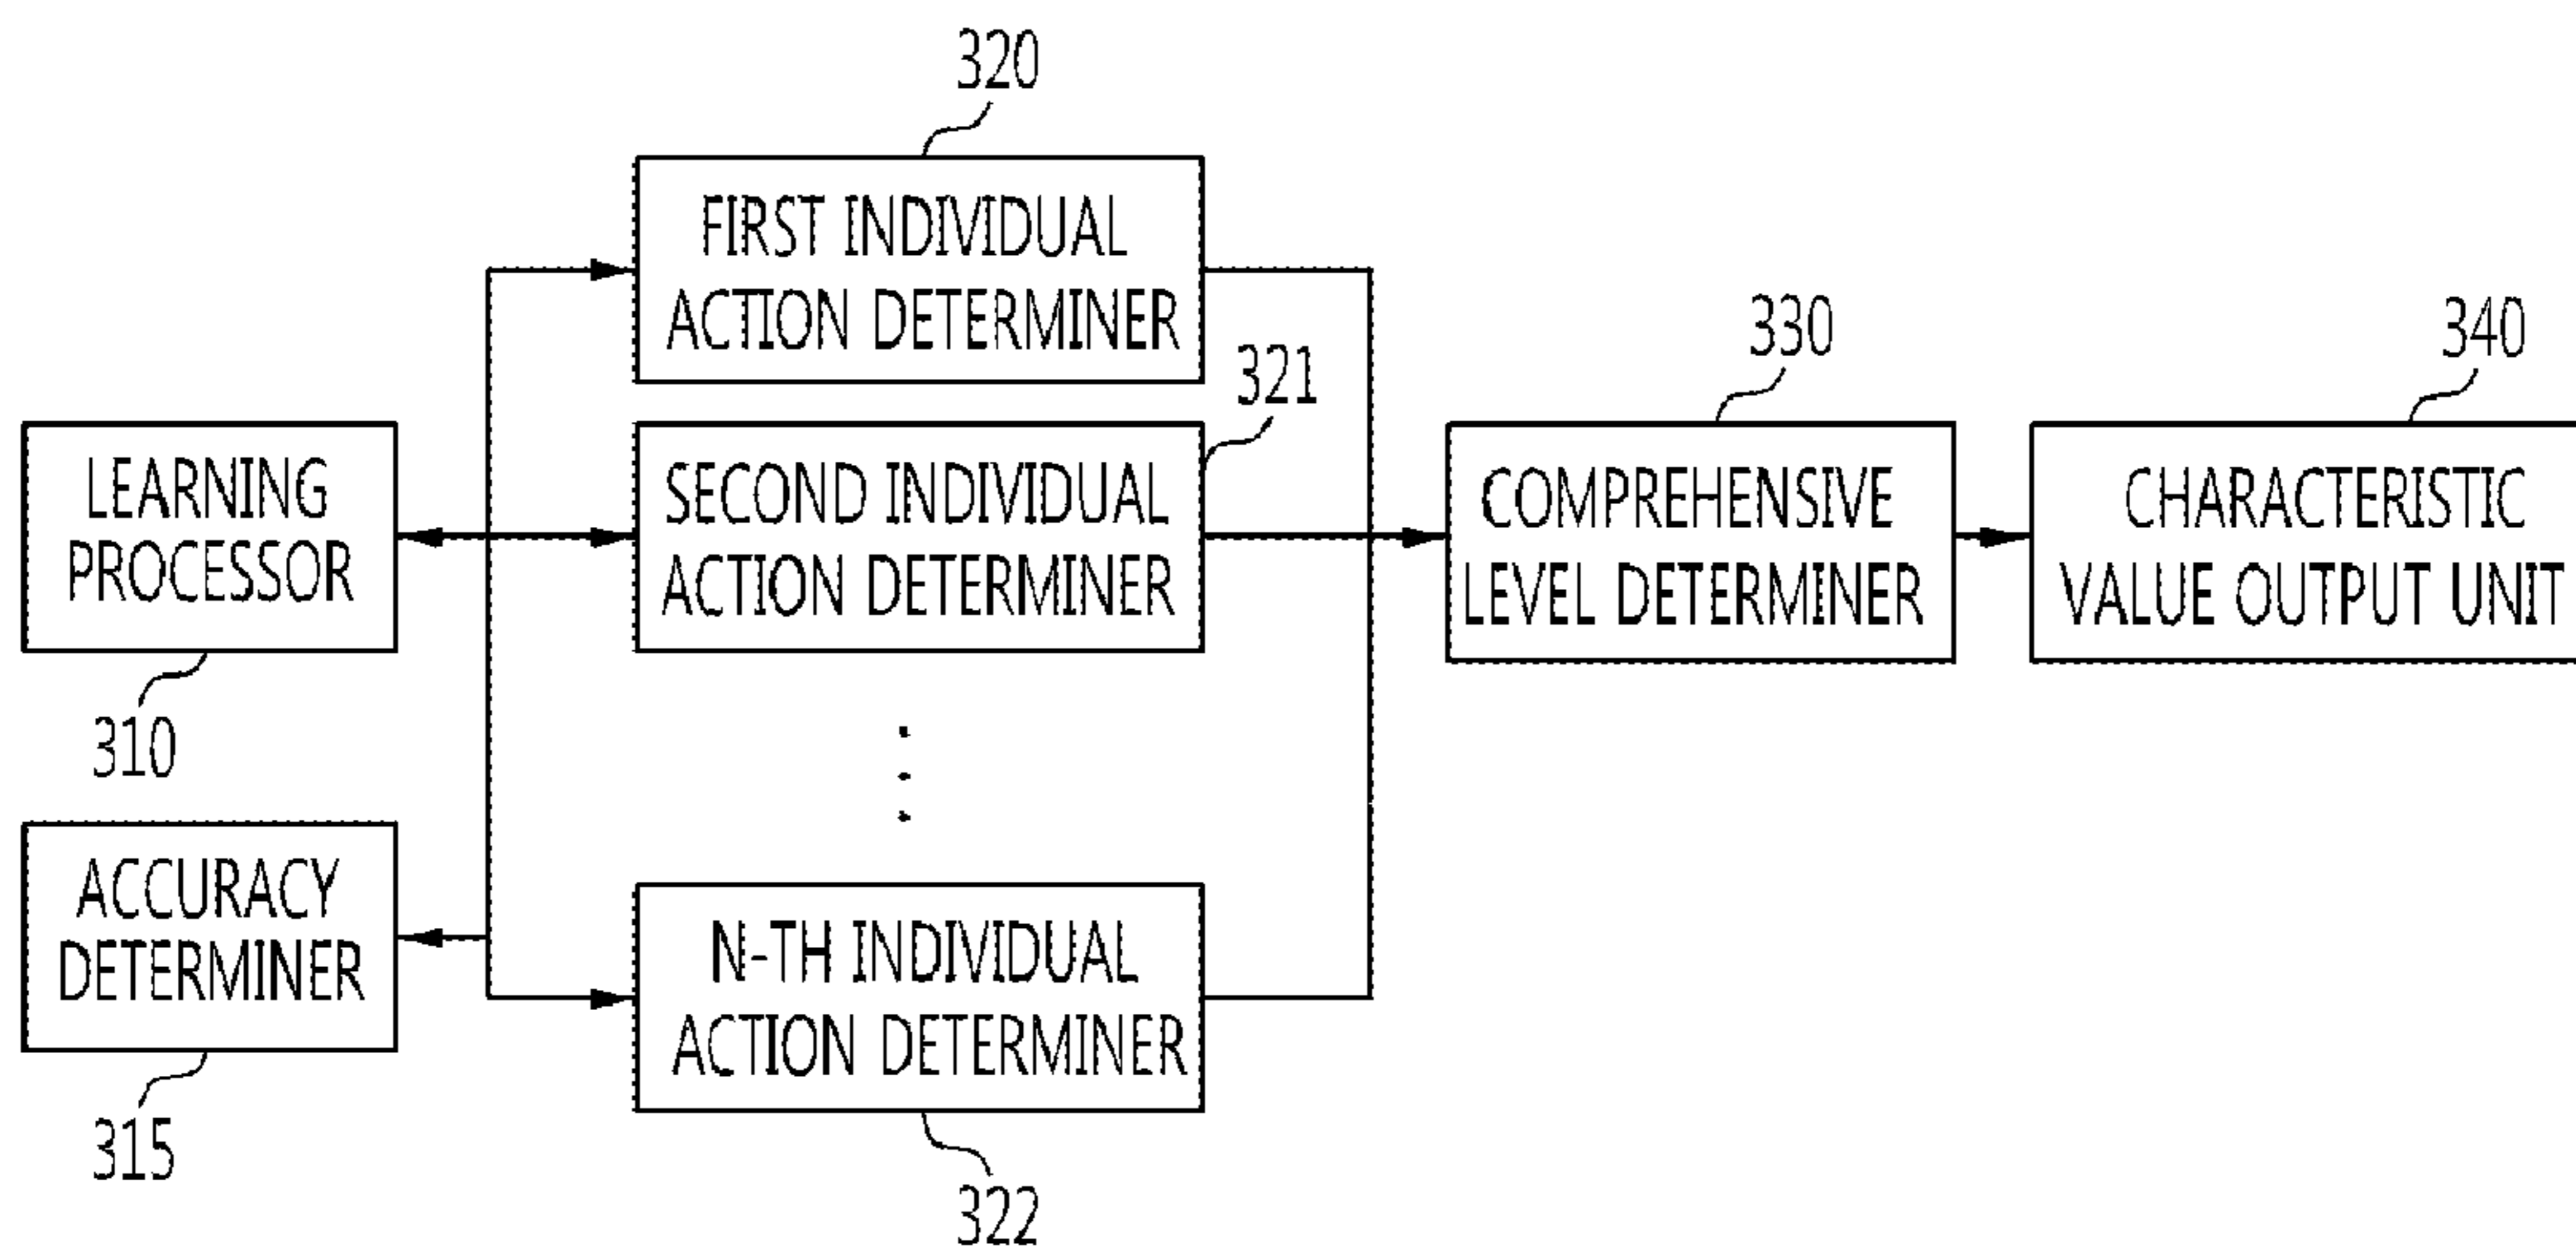 320
FIRST INDIVIDUAL
ACTION DETERMINER
321
330
340
LEARNING
PROCESSOR
310
SECOND INDIVIDUAL
ACTION DETERMINER
COMPREHENSIVE
LEVEL DETERMINER
CHARACTERISTIC
VALUE OUTPUT UNIT
ACCURACY
DETERMINER
315
N-TH INDIVIDUAL
ACTION DETERMINER
322